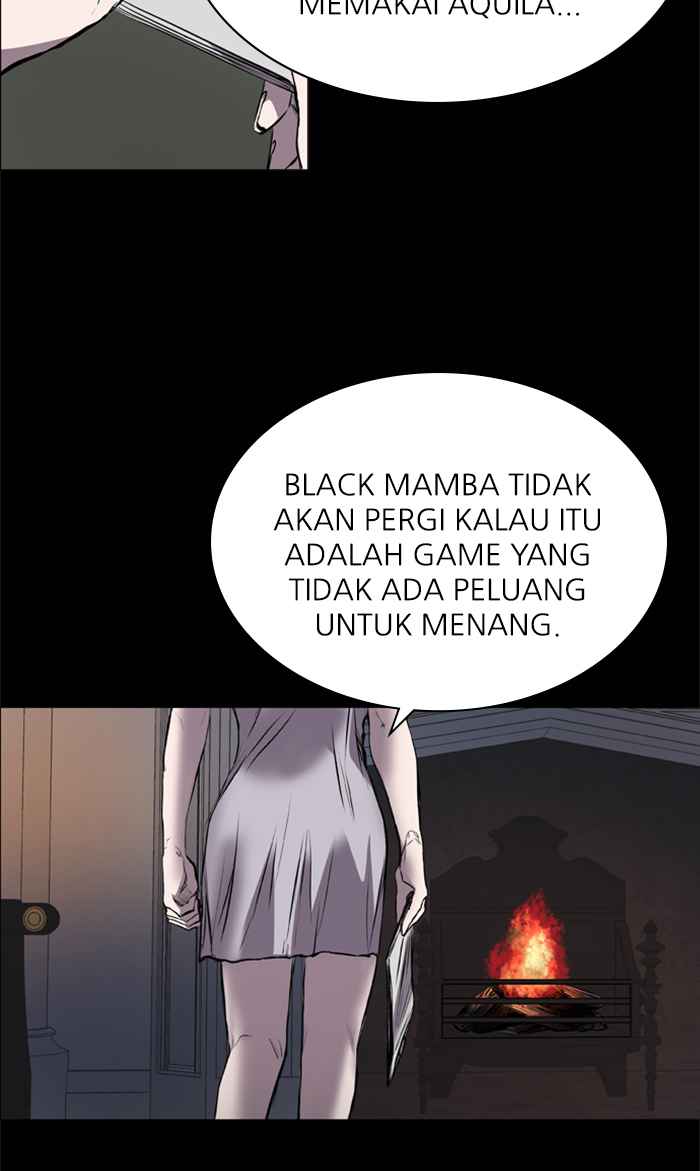 MEMAKAI AQUILA...
BLACK MAMBA TIDAK
AKAN PERGI KALAU ITU
ADALAH GAME YANG
TIDAK ADA PELUANG
UNTUK MENANG.